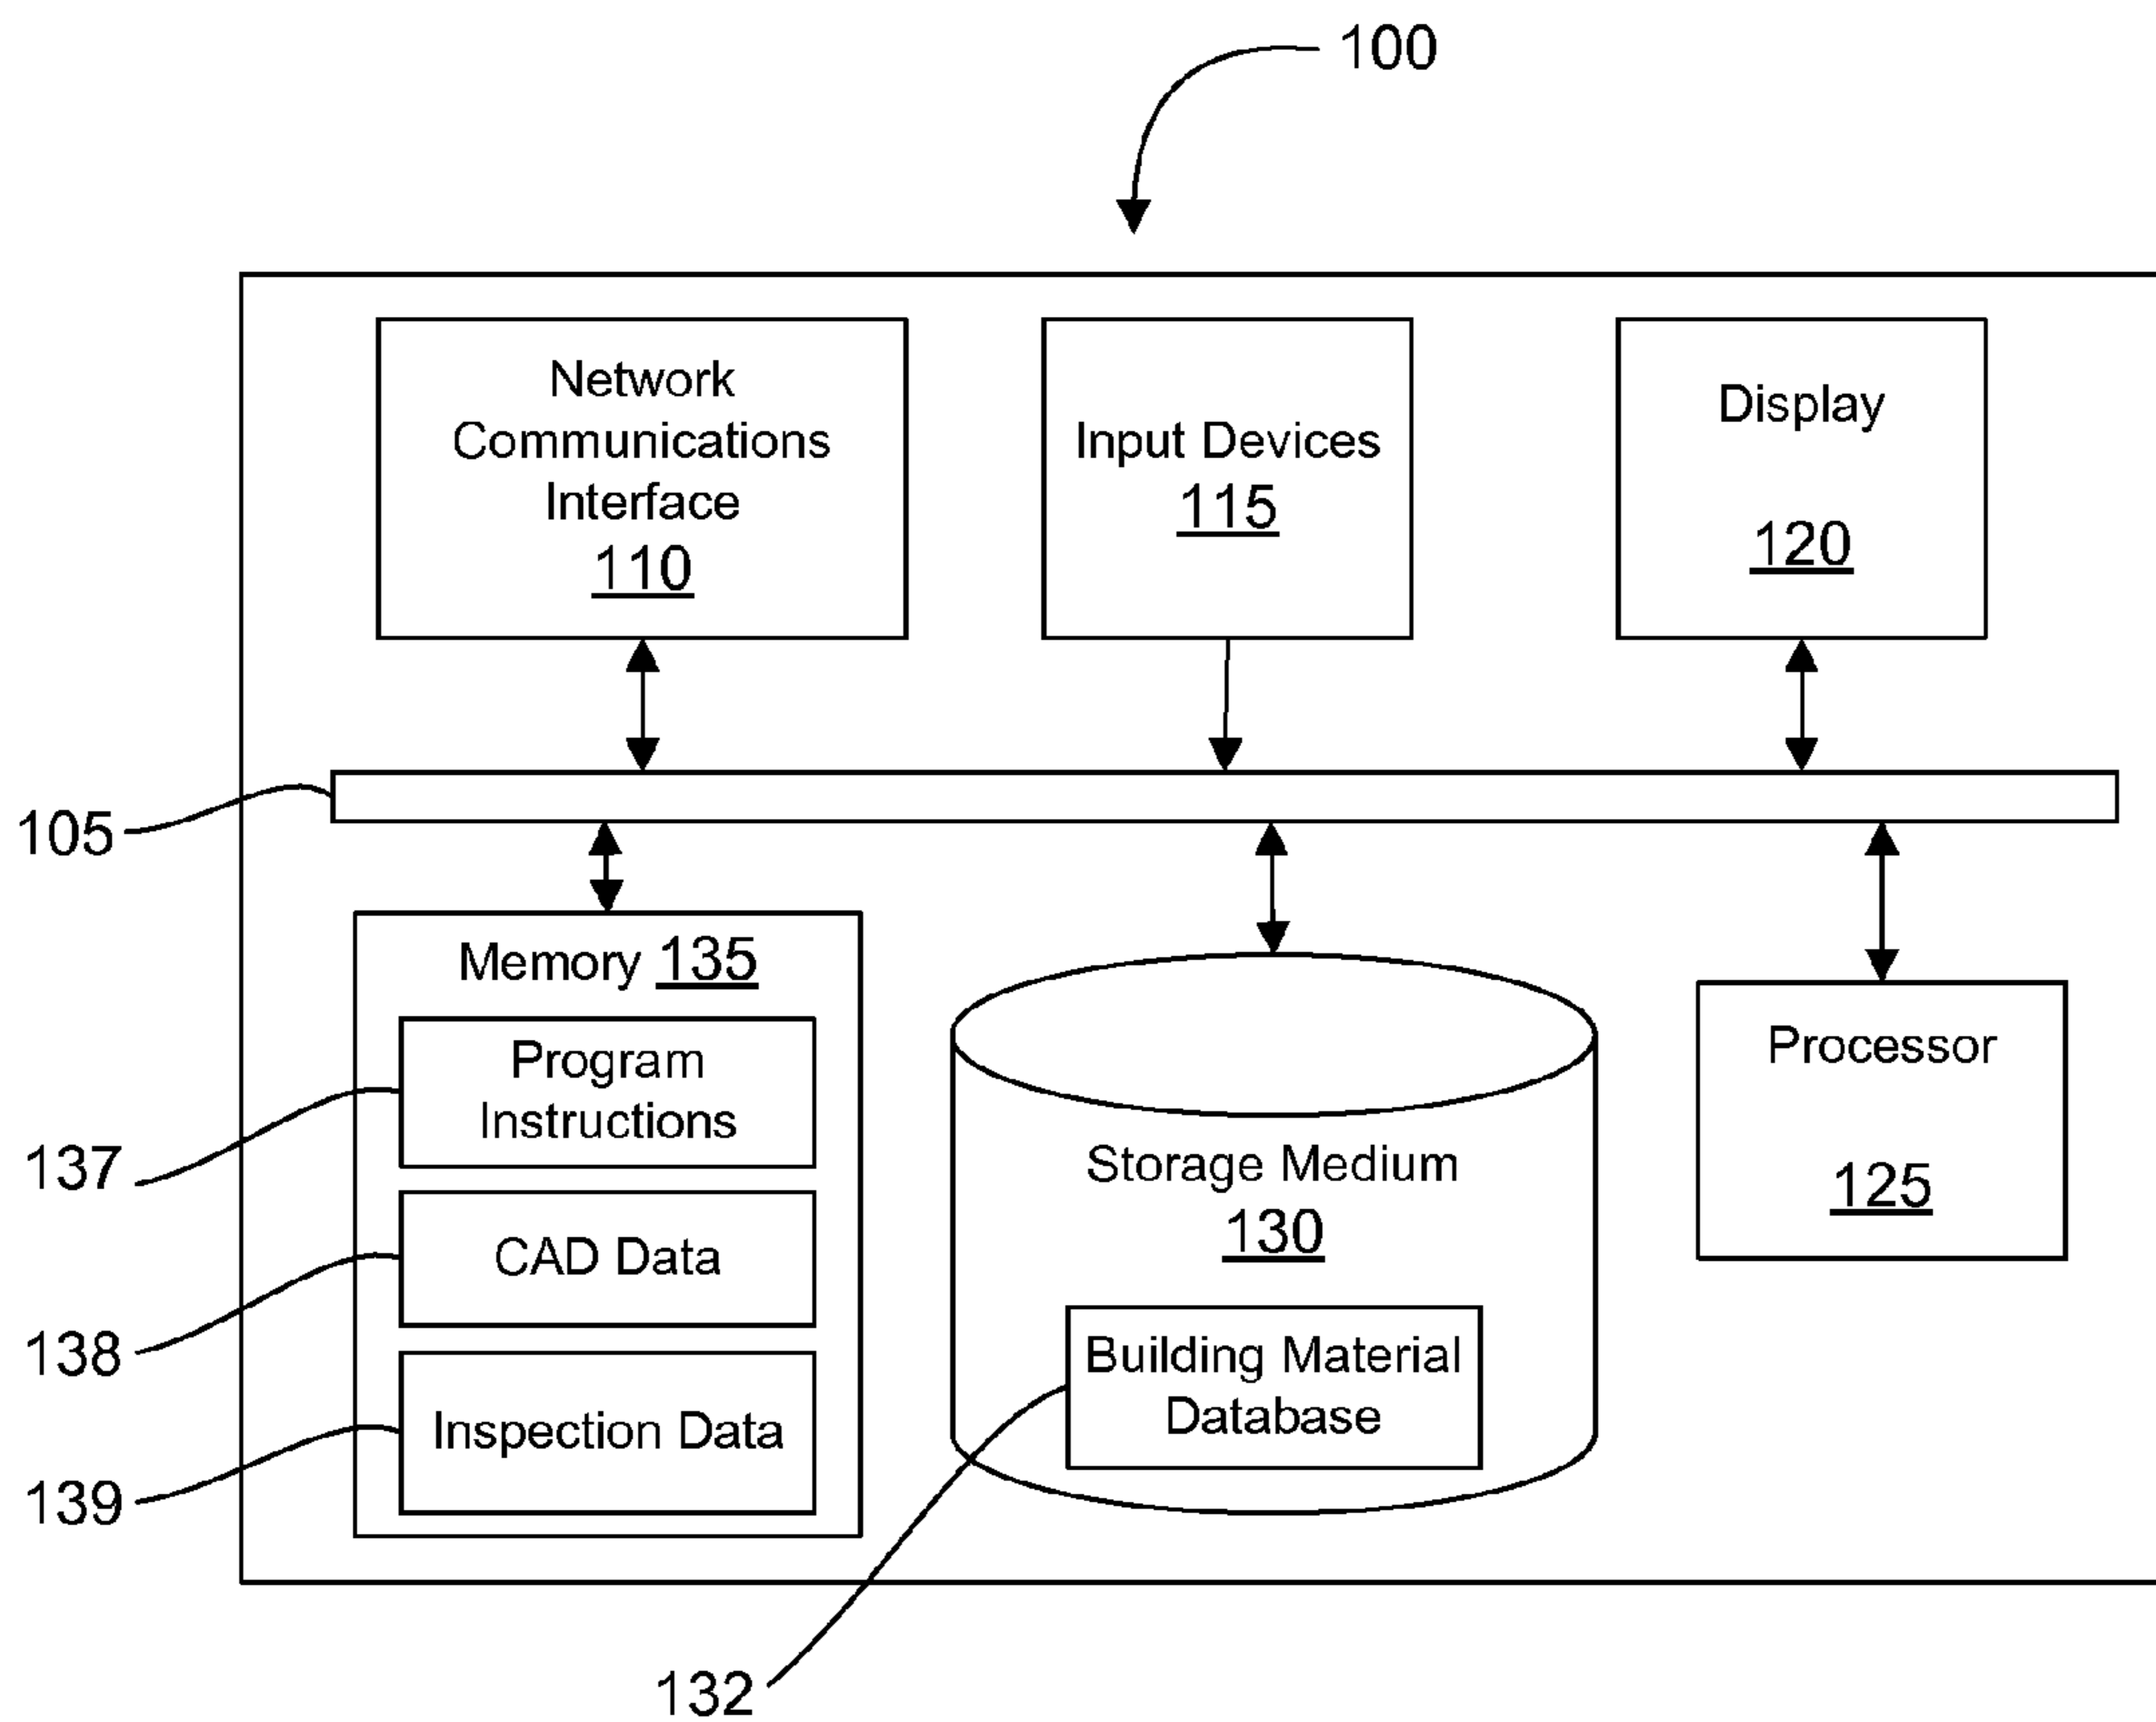 100
Network
Communications
Interface
110
Input Devices
115
Display
120
105
Memory 135
Program
Instructions
137
CAD Data
138
Inspection Data
139
Storage Medium
130
Building Material
Database
132
Processor
125